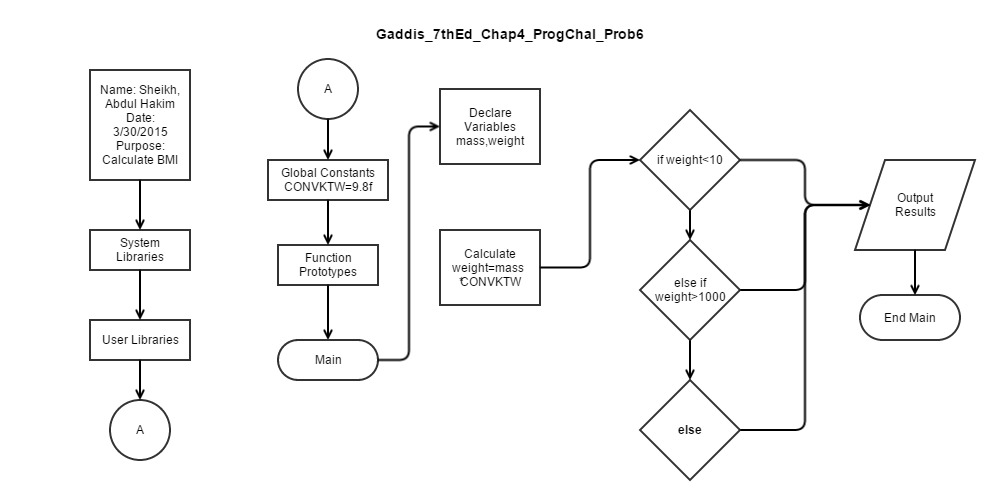 Gaddis_7thEd_Chap4_ProgChal_Prob6
Name: Sheikh,
Abdul Hakim
Date:
3/30/2015
Purpose:
Calculate BMI
System
Libraries
User Libraries
A
A
Global Constants
CONVKTW=9.8f
Function
Prototypes
Main
Declare
Variables
mass,weight
Calculate
weight=mass
*CONVKTW
if weight<10
else if
weight>1000
else
Output
Results
End Main